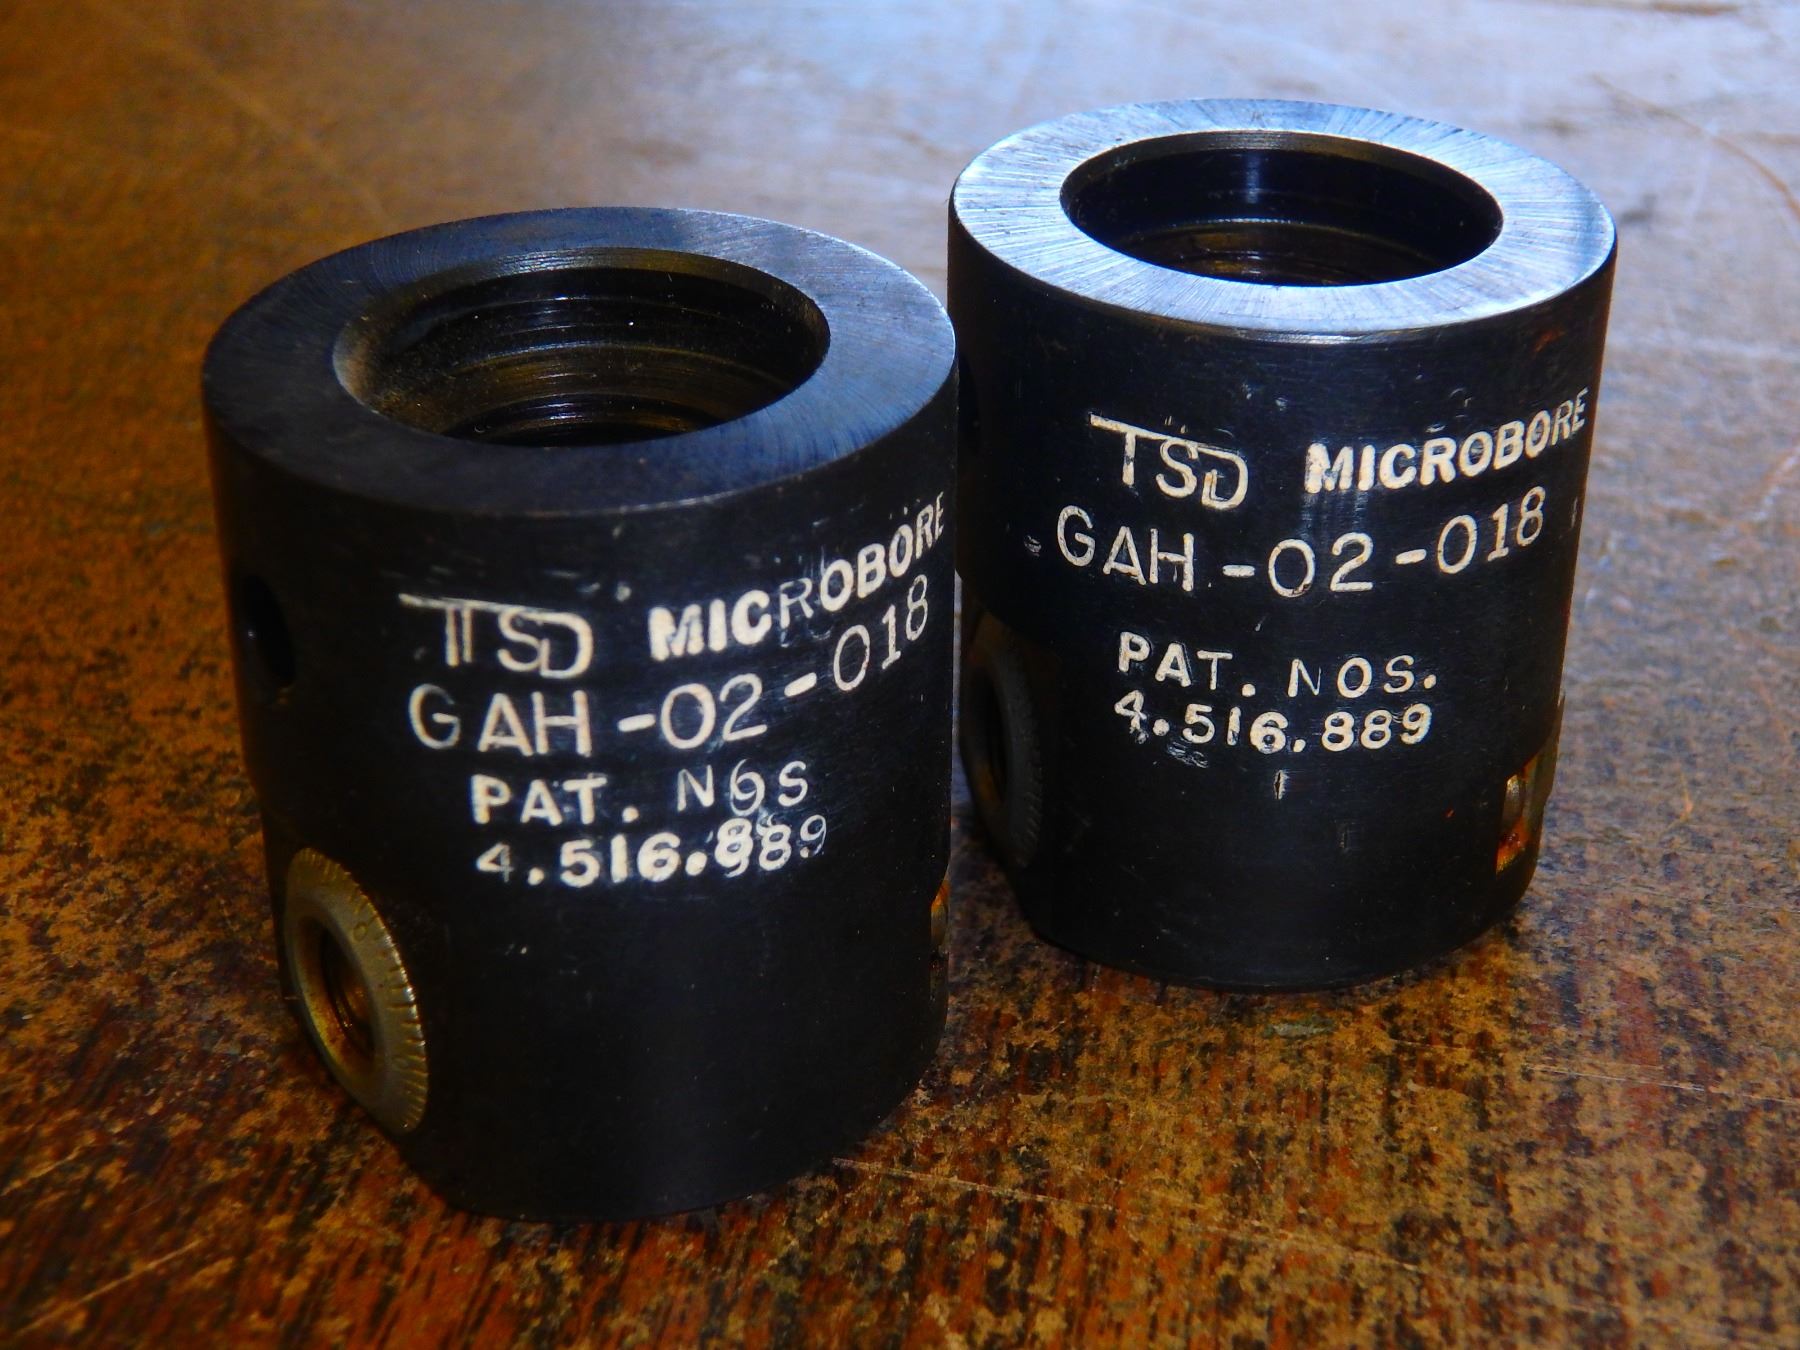 TSD MICROBORE
GAH-02-018
PAT. NOS
4.516.889
TSD MICROBORE
GAH-02-018
PAT. NOS.
4.516.889